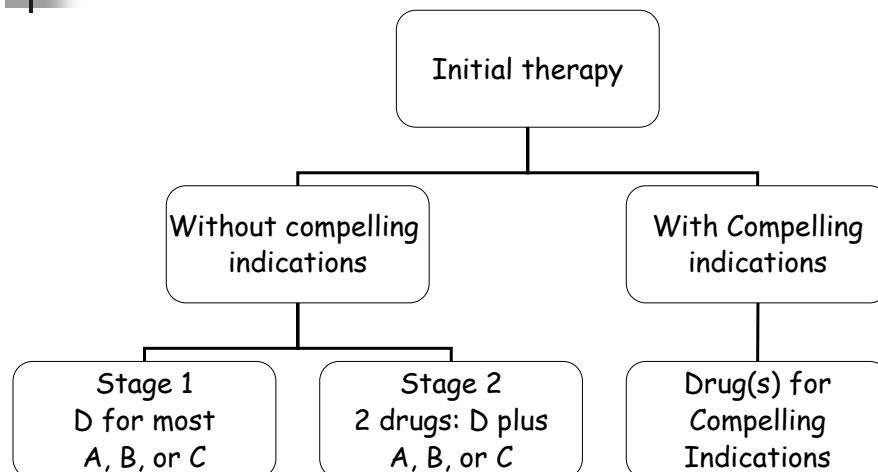 Initial therapy
Without compelling
indications
With Compelling
indications
Stage 1
D for most
A, B, or C
Stage 2
2 drugs: D plus
A, B, or C
Drug(s) for
Compelling
Indications